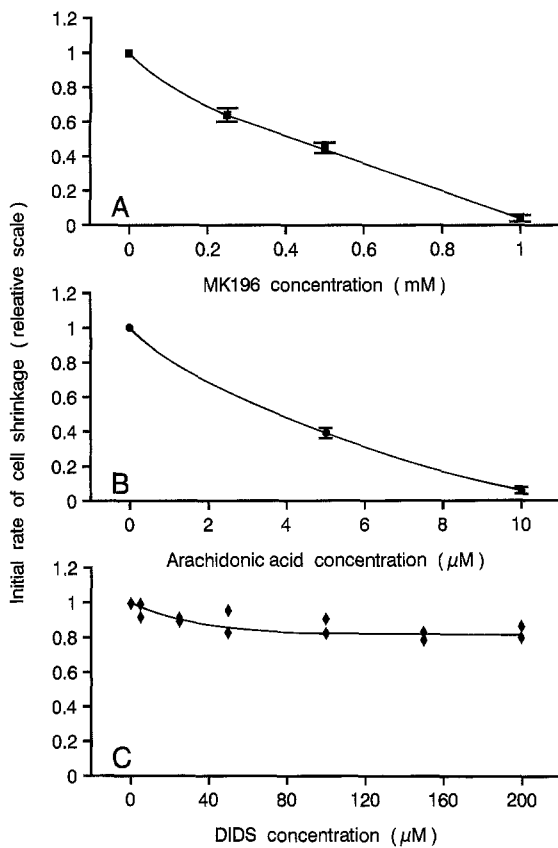 Initial rate of cell shrinkage ( releative scale )
1.2
1
0.8
0.6
0.4
0.2
0
A
0 0.2 0.4 0.6 0.8 1
MK196 concentration ( mM )
1.2
1
0.8
0.6
0.4
0.2
0
B
0 2 4 6 8 10
Arachidonic acid concentration ( μM )
1.2
1
0.8
0.6
0.4
0.2
0
C
0 40 80 120 160 200
DIDS concentration ( μM )